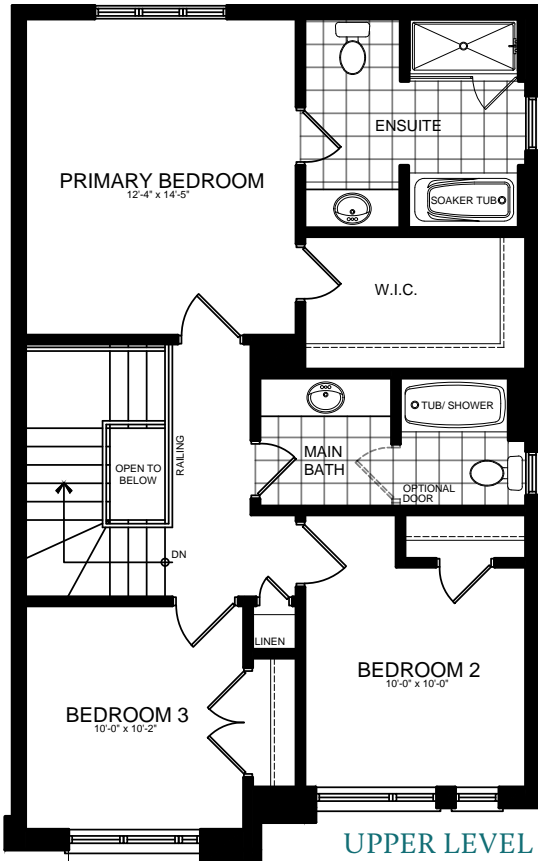 ENSUITE
PRIMARY BEDROOM
12'-4" x 14'-5"
SOAKER TUB
W.I.C.
TUB/ SHOWER
MAIN
BATH
RAILING
OPEN TO
BELOW
OPTIONAL
DOOR
DN
LINEN
BEDROOM 2
10'-0" x 10'-0"
BEDROOM 3
10'-0" x 10'-2"
UPPER LEVEL